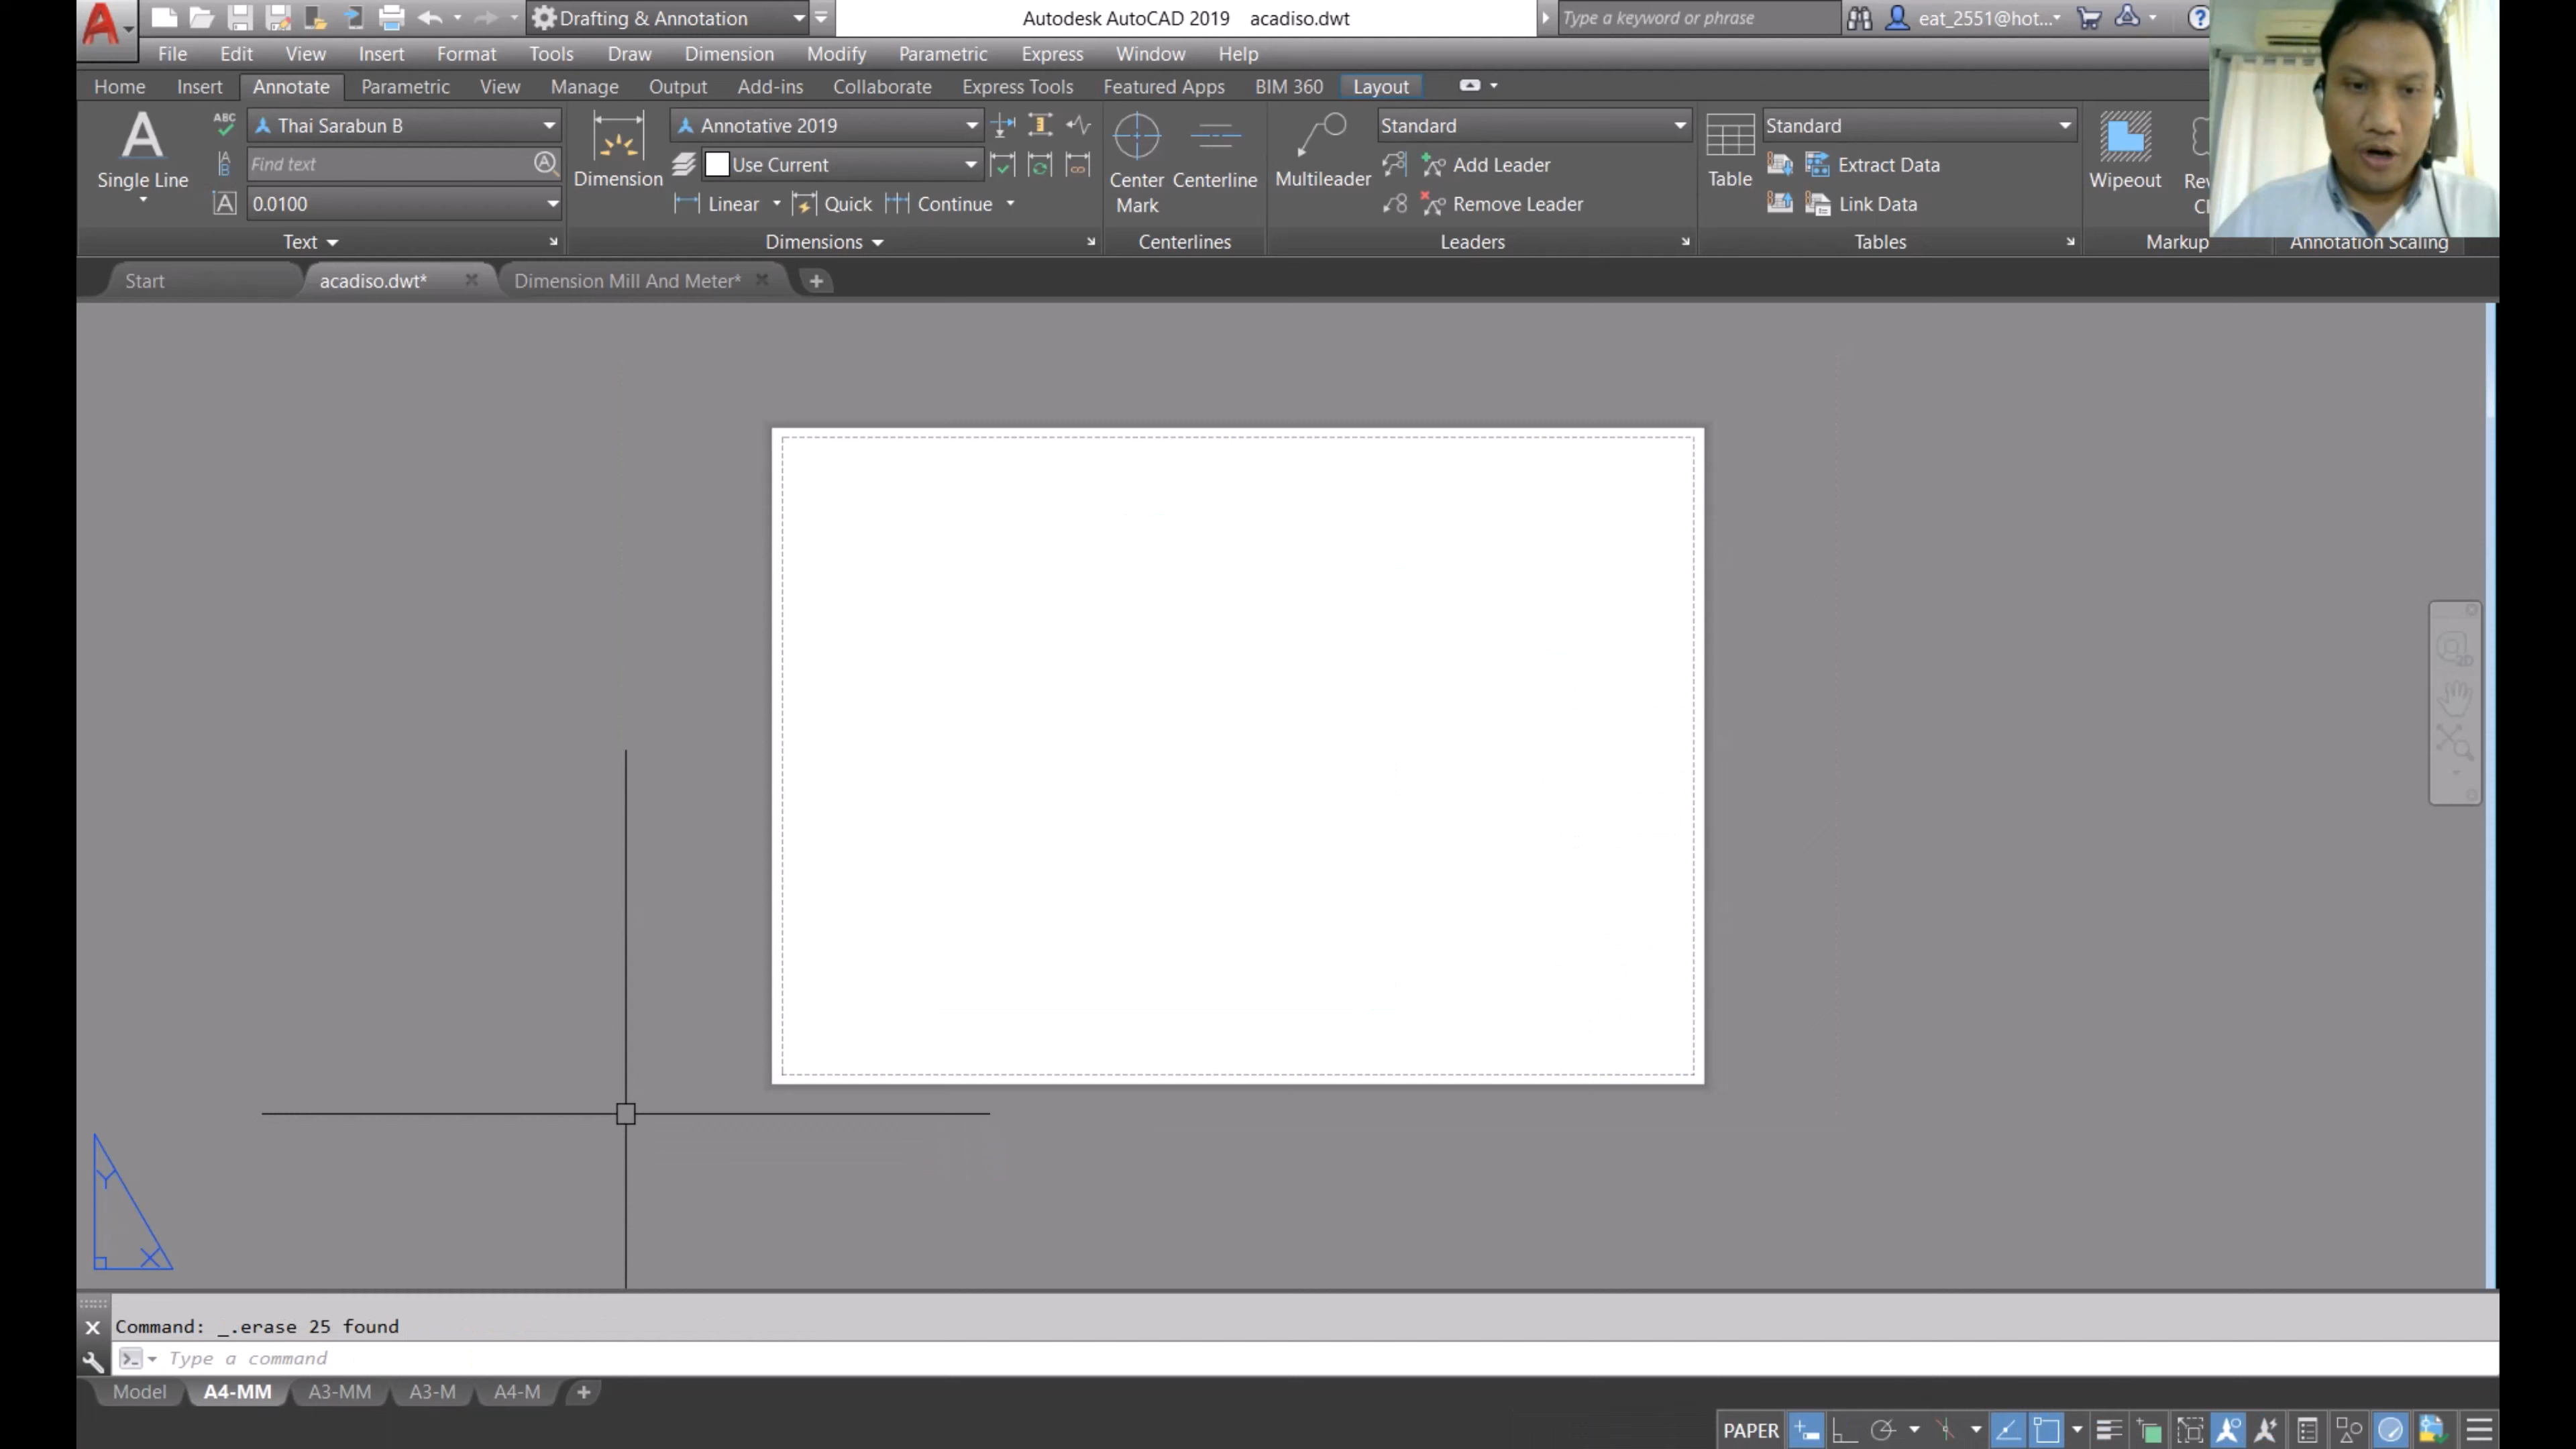 Drafting & Annotation
Autodesk AutoCAD 2019 acadiso.dwt
Type a keyword or phrase
eat_2551@hot...
File Edit View Insert Format Tools Draw Dimension Modify Parametric Express Window Help
Home Insert Annotate Parametric View Manage Output Add-ins Collaborate Express Tools Featured Apps BIM 360 Layout
Single Line
ABC
Thai Sarabun B
Find text
0.0100
Text
Dimension
Annotative 2019
Use Current
Linear Quick Continue
Dimensions
Center Mark
Centerline
Centerlines
Multileader
Standard
Add Leader
Remove Leader
Leaders
Table
Standard
Extract Data
Link Data
Tables
Wipeout
Markup
Annotation Scaling
Start acadiso.dwt* Dimension Mill And Meter*
Y
X
Command: _.erase 25 found
Type a command
Model A4-MM A3-MM A3-M A4-M
PAPER